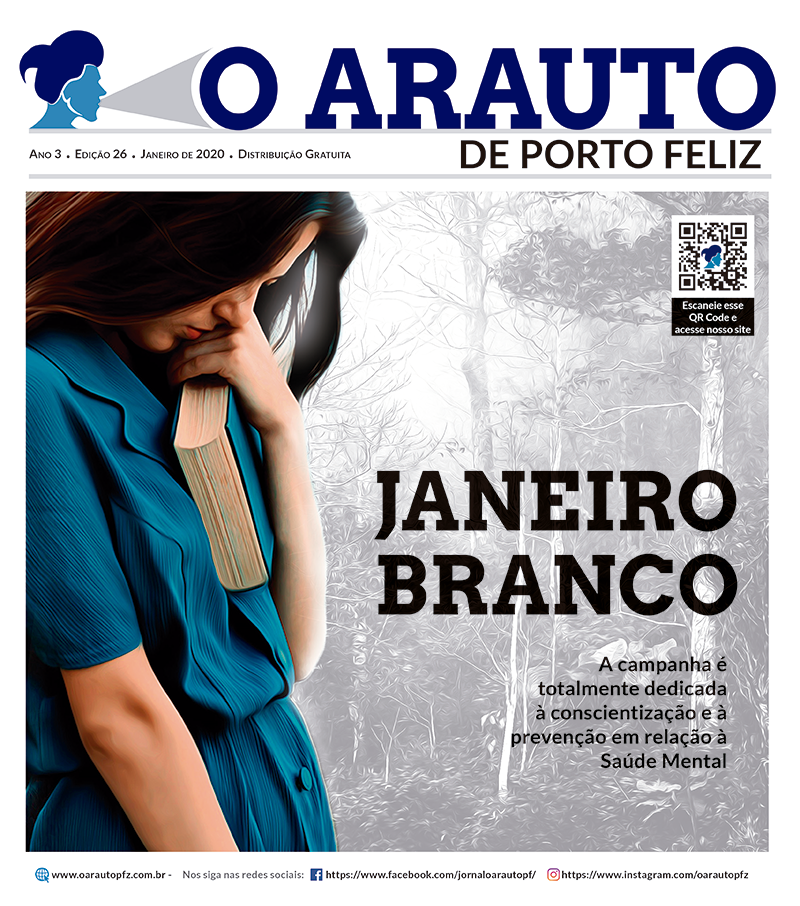 O ARAUTO
DE PORTO FELIZ
Ano 3 . Edição 26 . Janeiro de 2020 . Distribuição Gratuita
Escaneie esse
QR Code e
acesse nosso site
JANEIRO
BRANCO
A campanha é
totalmente dedicada
à conscientização e à
prevenção em relação à
Saúde Mental
www.oarautopfz.com.br - Nos siga nas redes sociais: https://www.facebook.com/jornaloarautopf/ https://www.instagram.com/oarautopfz